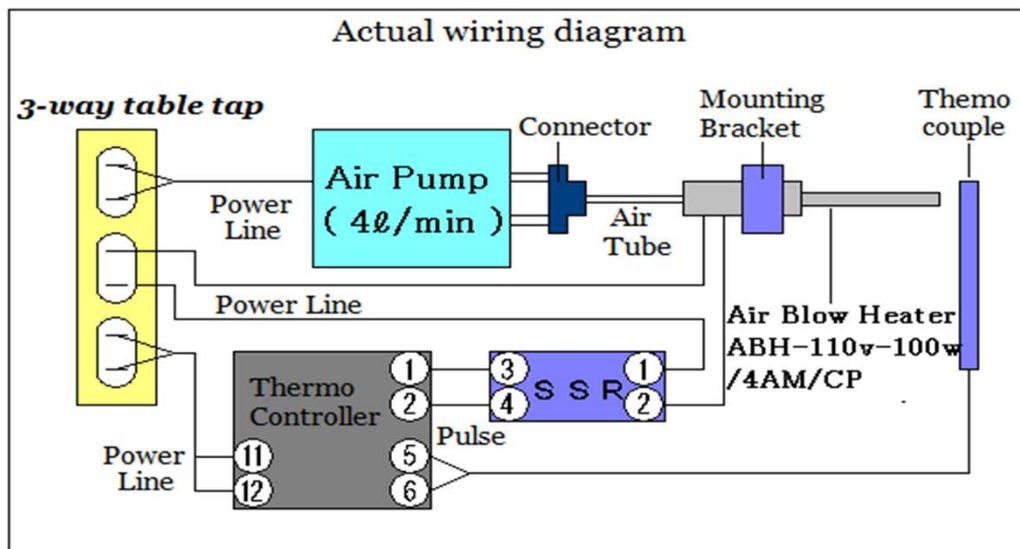 Actual wiring diagram
3-way table tap
Connector
Mounting
Bracket
Themo
couple
Air Pump
( 4ℓ/min )
Power
Line
Air
Tube
Power Line
Air Blow Heater
ABH-110v-100w
/4AM/CP
Thermo
Controller
1
2
3
4
S S R
1
2
Pulse
5
6
11
12
Power
Line